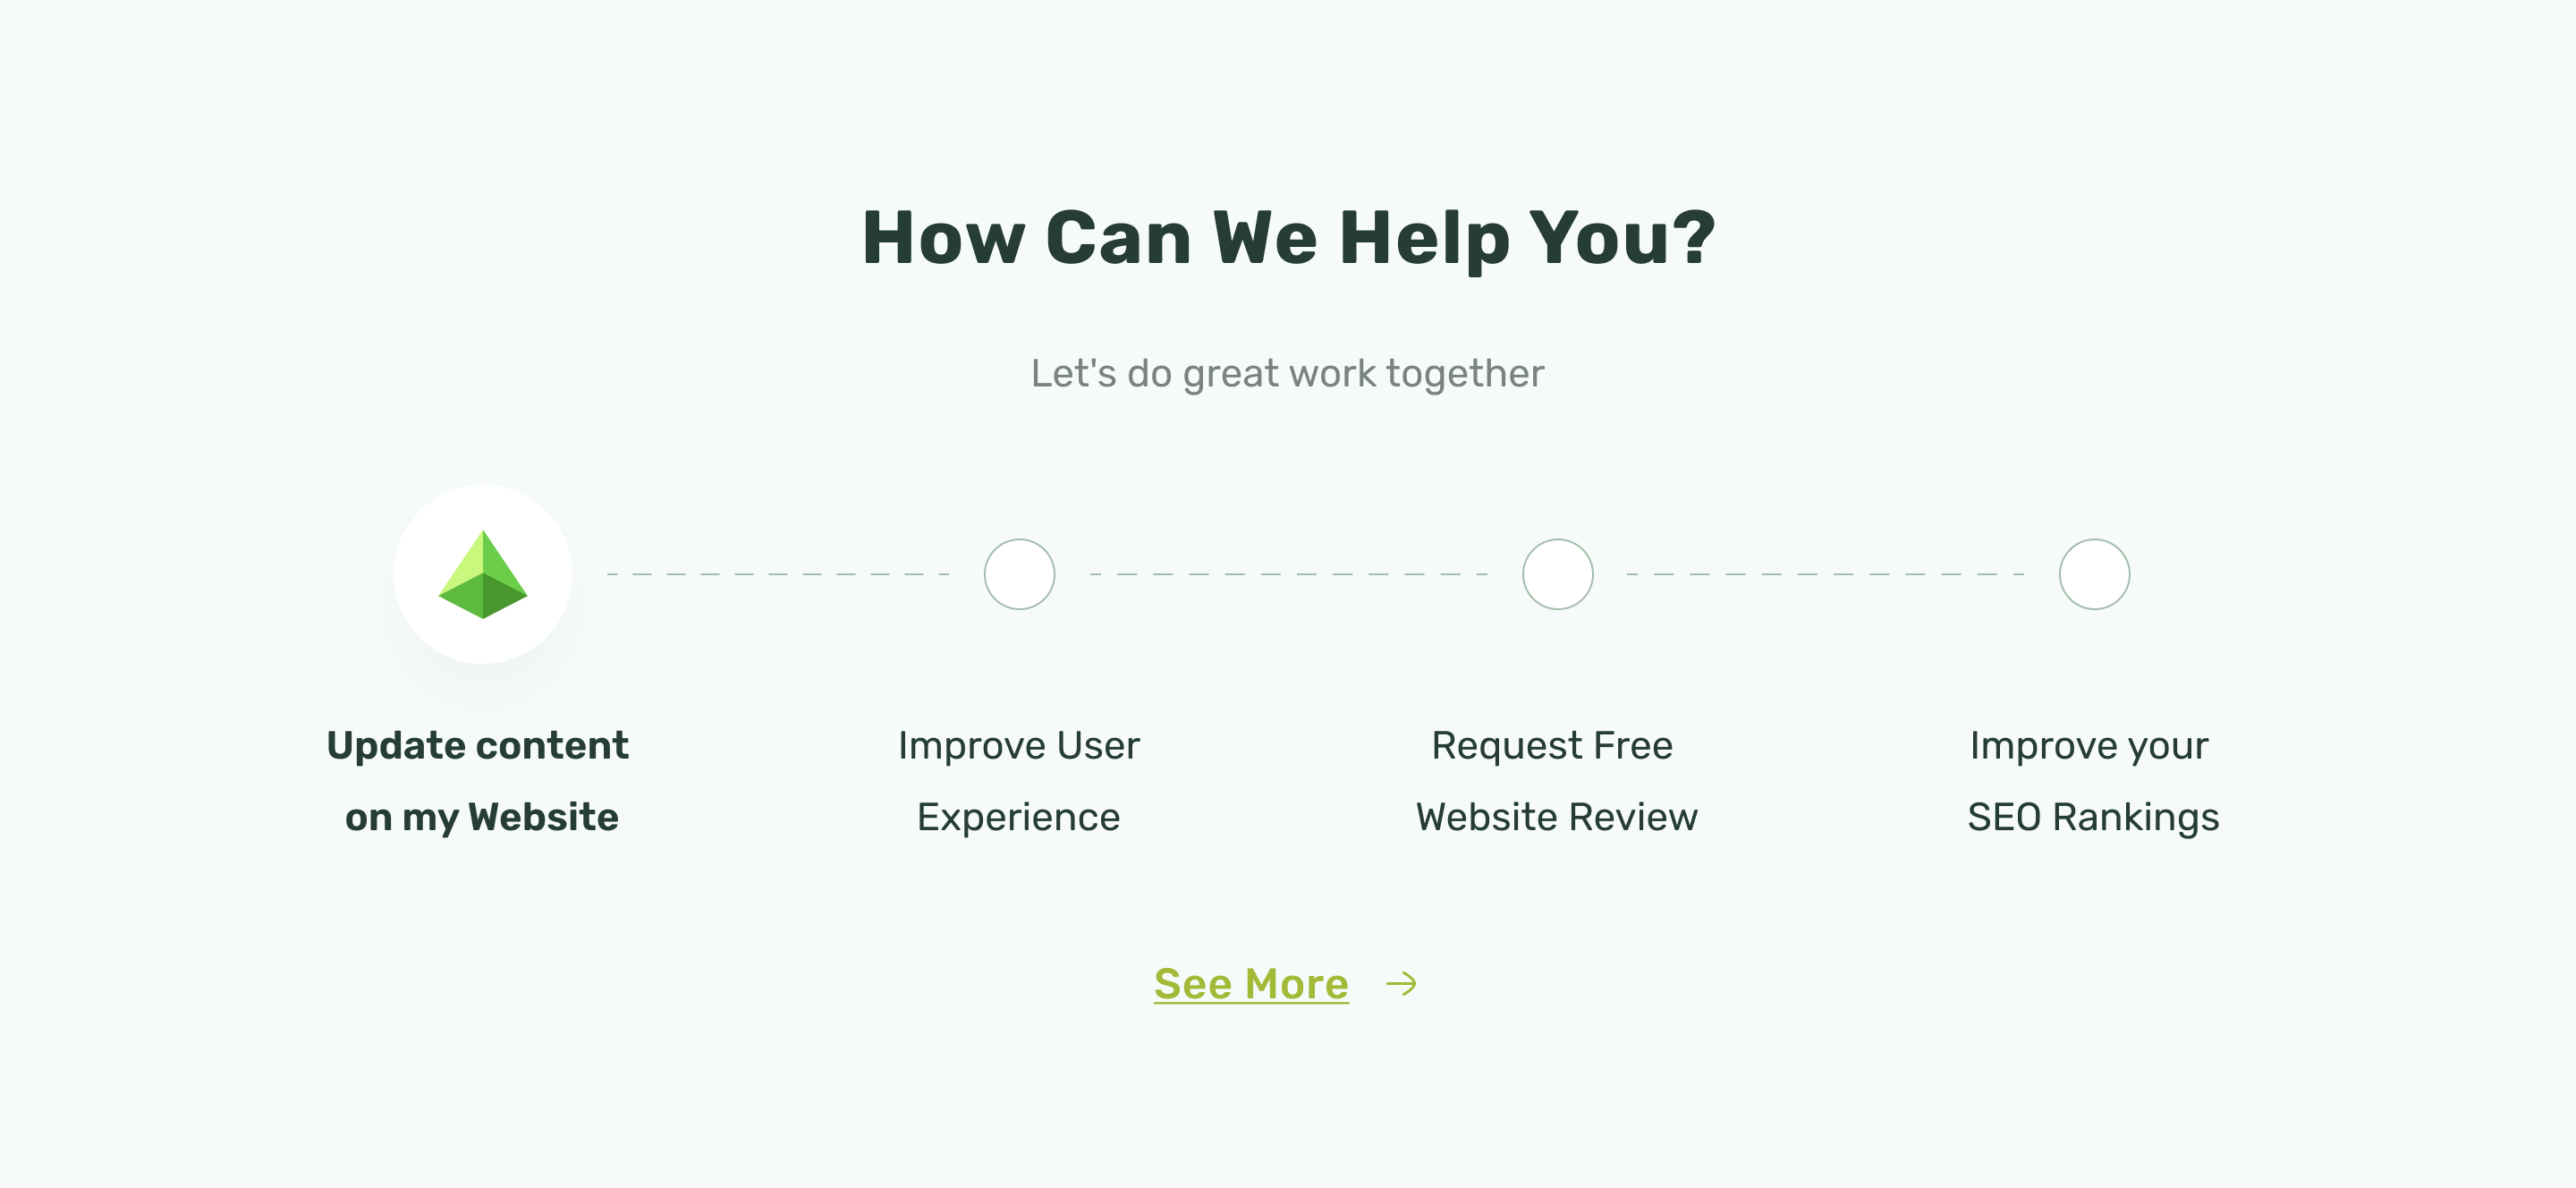 How Can We Help You?
Let's do great work together
Update content
on my Website
Improve User
Experience
Request Free
Website Review
Improve your
SEO Rankings
See More